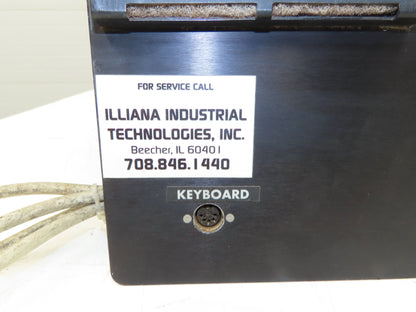 FOR SERVICE CALL
ILLIANA INDUSTRIAL
TECHNOLOGIES, INC.
Beecher, IL 60401
708.846.1440
KEYBOARD